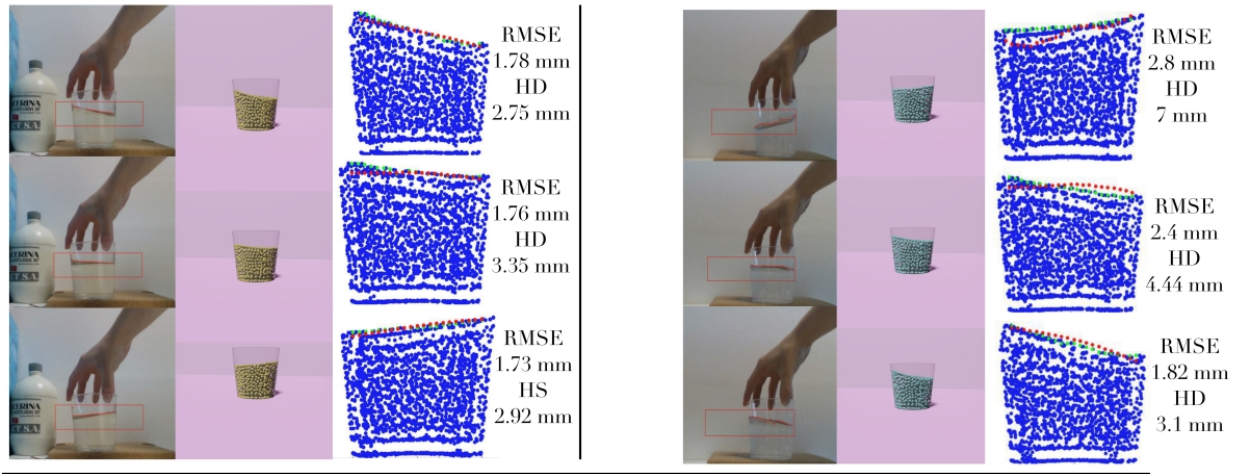 RMSE
1.78 mm
HD
2.75 mm
RMSE
1.76 mm
HD
3.35 mm
RMSE
1.73 mm
HS
2.92 mm
RMSE
2.8 mm
HD
7 mm
RMSE
2.4 mm
HD
4.44 mm
RMSE
1.82 mm
HD
3.1 mm
CERINA
ET S.A.